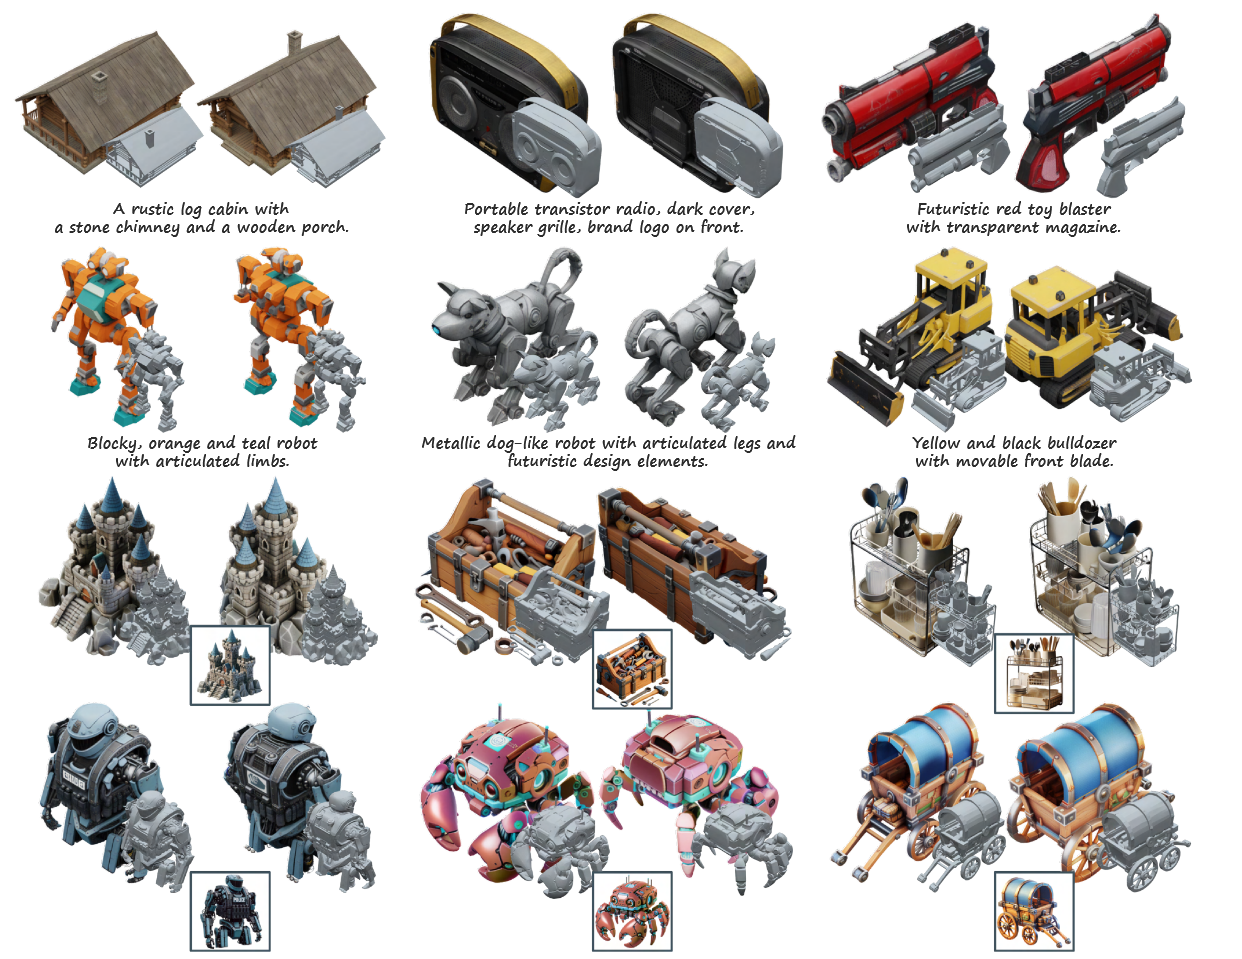 A rustic log cabin with
a stone chimney and a wooden porch.
Portable transistor radio, dark cover,
speaker grille, brand logo on front.
Futuristic red toy blaster
with transparent magazine.
Blocky, orange and teal robot
with articulated limbs.
Metallic dog-like robot with articulated legs and
futuristic design elements.
Yellow and black bulldozer
with movable front blade.
POLICE